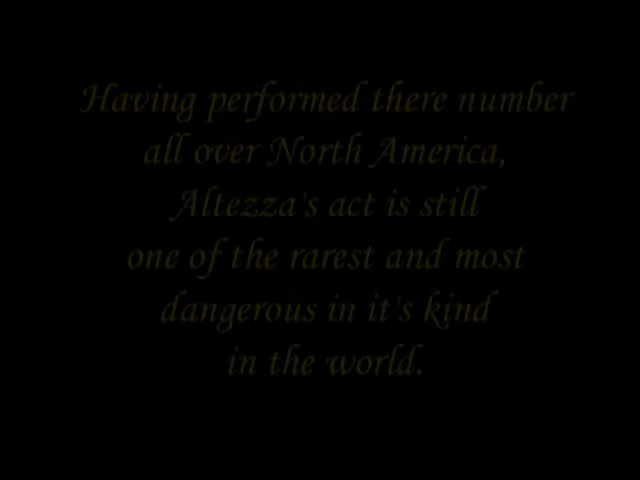 Having performed there number
all over North America,
Altezza's act is still
one of the rarest and most
dangerous in it's kind
in the world.